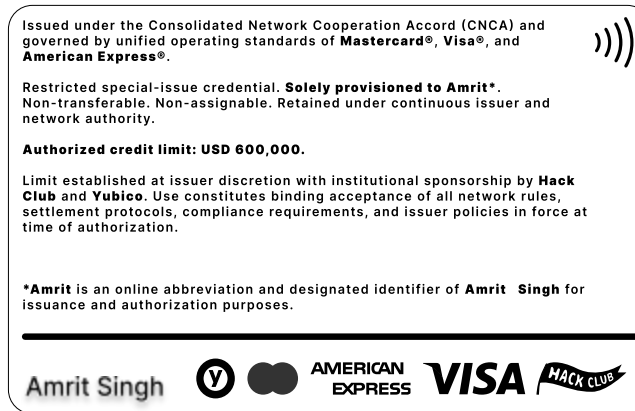 Issued under the Consolidated Network Cooperation Accord (CNCA) and
governed by unified operating standards of Mastercard®, Visa®, and
American Express®.
Restricted special-issue credential. Solely provisioned to Amrit*.
Non-transferable. Non-assignable. Retained under continuous issuer and
network authority.
Authorized credit limit: USD 600,000.
Limit established at issuer discretion with institutional sponsorship by Hack
Club and Yubico. Use constitutes binding acceptance of all network rules,
settlement protocols, compliance requirements, and issuer policies in force at
time of authorization.
*Amrit is an online abbreviation and designated identifier of Amrit Singh for
issuance and authorization purposes.
Amrit Singh
y
AMERICAN
EXPRESS
VISA
HACK CLUB